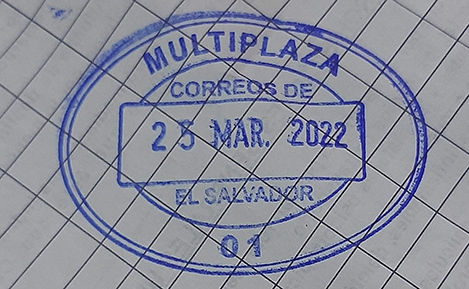 MULTIPLAZA
CORREOS DE
25 MAR. 2022
EL SALVADOR
01